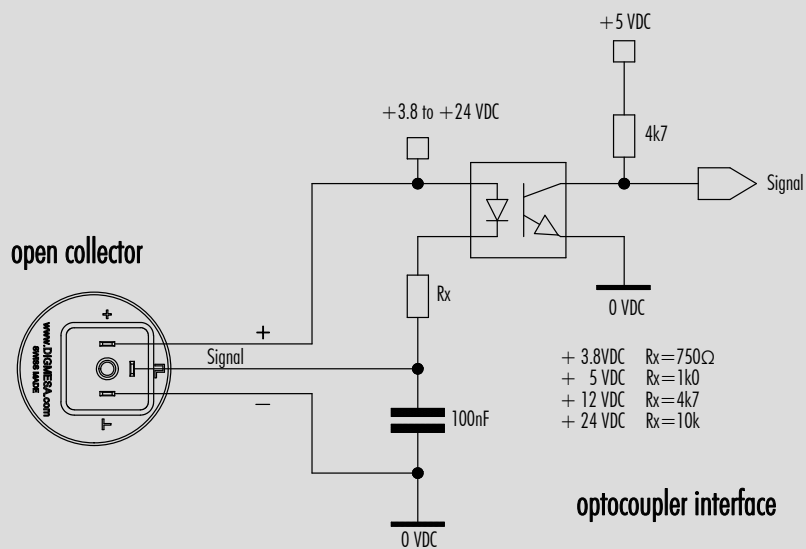 +5 VDC
+3.8 to +24 VDC
4k7
Signal
open collector
0 VDC
Rx
+
www.DIGMESA.com
SWISS MADE
+
Signal
−
+ 3.8VDC Rx=750Ω
+ 5 VDC Rx=1k0
+ 12 VDC Rx=4k7
+ 24 VDC Rx=10k
100nF
optocoupler interface
0 VDC